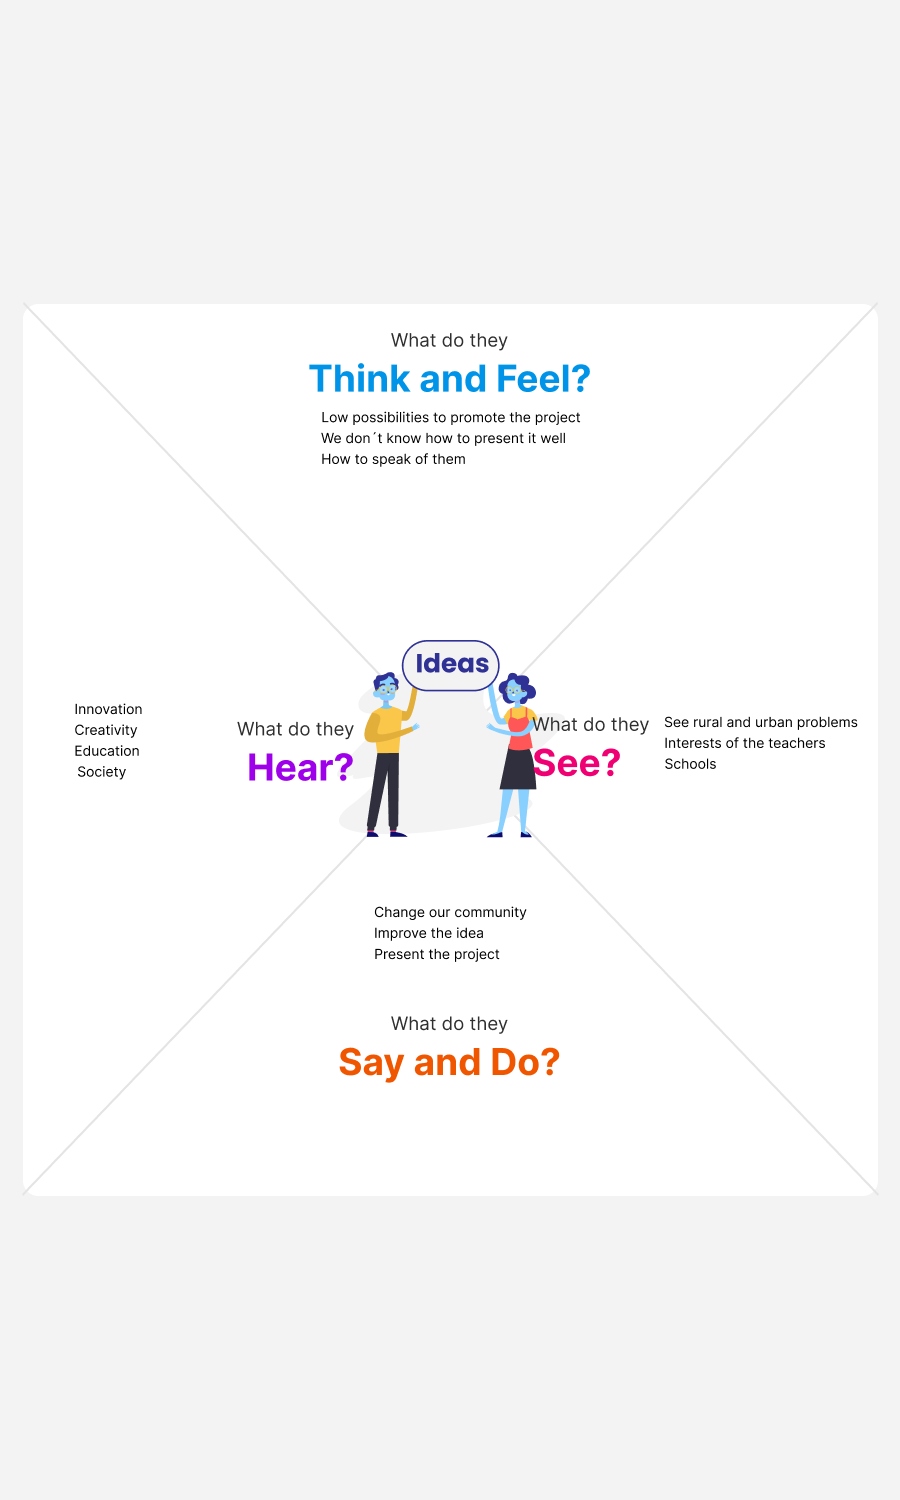 What do they
Think and Feel?
Low possibilities to promote the project
We don´t know how to present it well
How to speak of them
Ideas
Innovation
Creativity
Education
Society
What do they
Hear?
What do they
See?
See rural and urban problems
Interests of the teachers
Schools
Change our community
Improve the idea
Present the project
What do they
Say and Do?